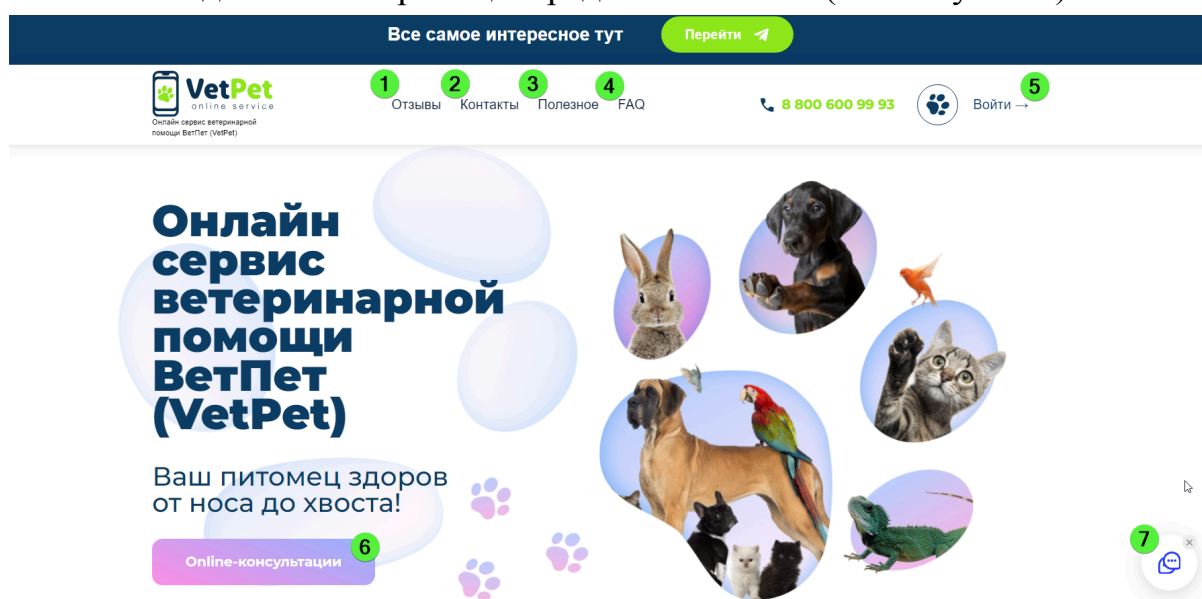 Все самое интересное тут
Перейти
1 2 3 4 5
VetPet
online service
Онлайн сервис ветеринарной
помощи ВетПет (VetPet)
Отзывы Контакты Полезное FAQ
8 800 600 99 93
Войти →
Онлайн
сервис
ветеринарной
помощи
ВетПет
(VetPet)
Ваш питомец здоров
от носа до хвоста!
6
Online-консультации
7